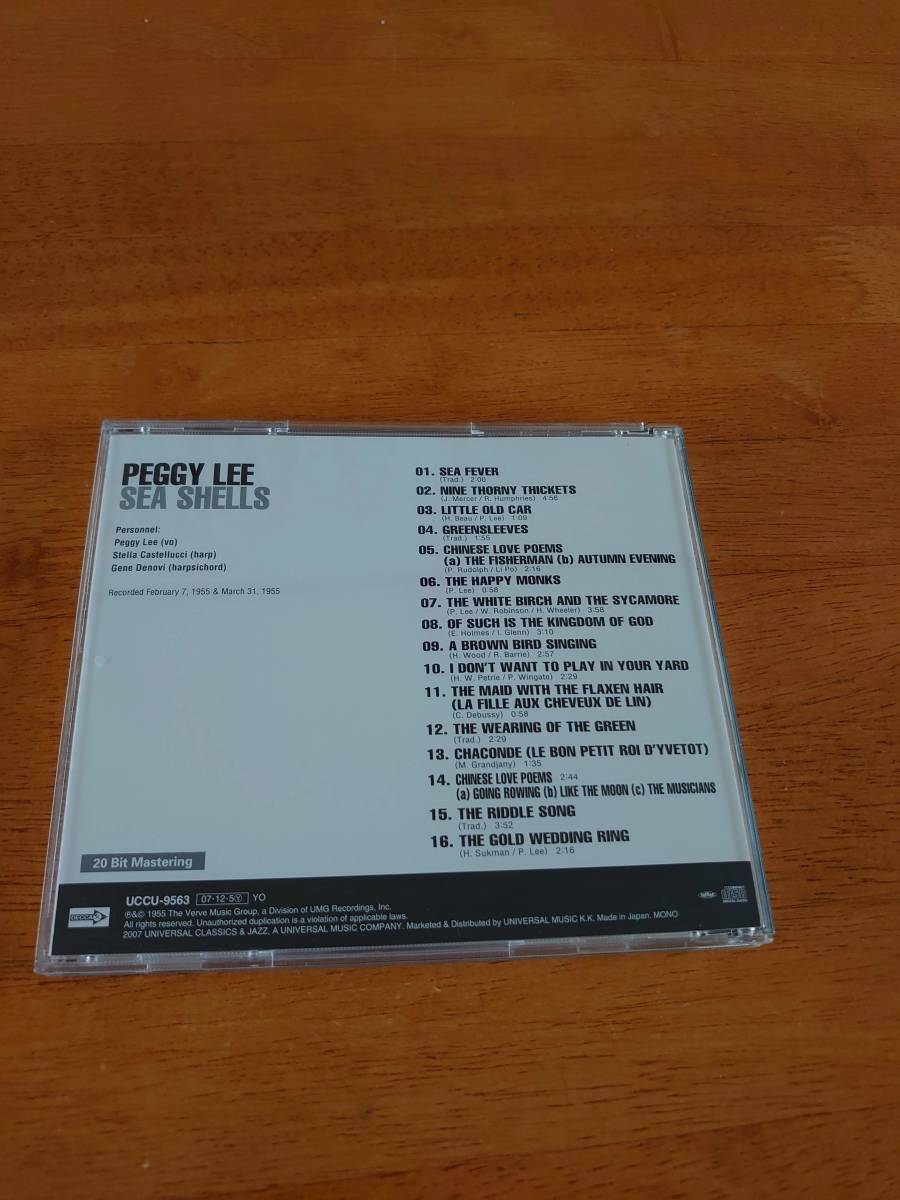 PEGGY LEE
SEA SHELLS
Personnel:
Peggy Lee (vo)
Stella Castellucci (harp)
Gene Denovi (harpsichord)
Recorded February 7, 1955 & March 31, 1955
01. SEA FEVER
(Trad.) 2:00
02. NINE THORNY THICKETS
(J. Mercer / R. Humphries) 4:56
03. LITTLE OLD CAR
(H. Beau / P. Lee) 1:09
04. GREENSLEEVES
(Trad.) 1:55
05. CHINESE LOVE POEMS
(a) THE FISHERMAN (b) AUTUMN EVENING
(P. Rudolph / Li Po) 2:16
06. THE HAPPY MONKS
(P. Lee) 0:58
07. THE WHITE BIRCH AND THE SYCAMORE
(P. Lee / W. Robinson / H. Wheeler) 3:58
08. OF SUCH IS THE KINGDOM OF GOD
(E. Holmes / I. Glenn) 3:10
09. A BROWN BIRD SINGING
(H. Wood / R. Barrie) 2:57
10. I DON'T WANT TO PLAY IN YOUR YARD
(H. W. Petrie / P. Wingate) 2:29
11. THE MAID WITH THE FLAXEN HAIR
(LA FILLE AUX CHEVEUX DE LIN)
(C. Debussy) 0:58
12. THE WEARING OF THE GREEN
(Trad.) 2:29
13. CHACONDE (LE BON PETIT ROI D'YVETOT)
(M. Grandjany) 1:35
14. CHINESE LOVE POEMS 2:44
(a) GOING ROWING (b) LIKE THE MOON (c) THE MUSICIANS
15. THE RIDDLE SONG
(Trad.) 3:52
16. THE GOLD WEDDING RING
(H. Sukman / P. Lee) 2:16
20 Bit Mastering
DECCA
UCCU-9563 07·12·5Ⓨ YO
℗&© 1955 The Verve Music Group, a Division of UMG Recordings, Inc.
All rights reserved. Unauthorized duplication is a violation of applicable laws. Marketed & Distributed by UNIVERSAL MUSIC K.K. Made in Japan. MONO
2007 UNIVERSAL CLASSICS & JAZZ, A UNIVERSAL MUSIC COMPANY.